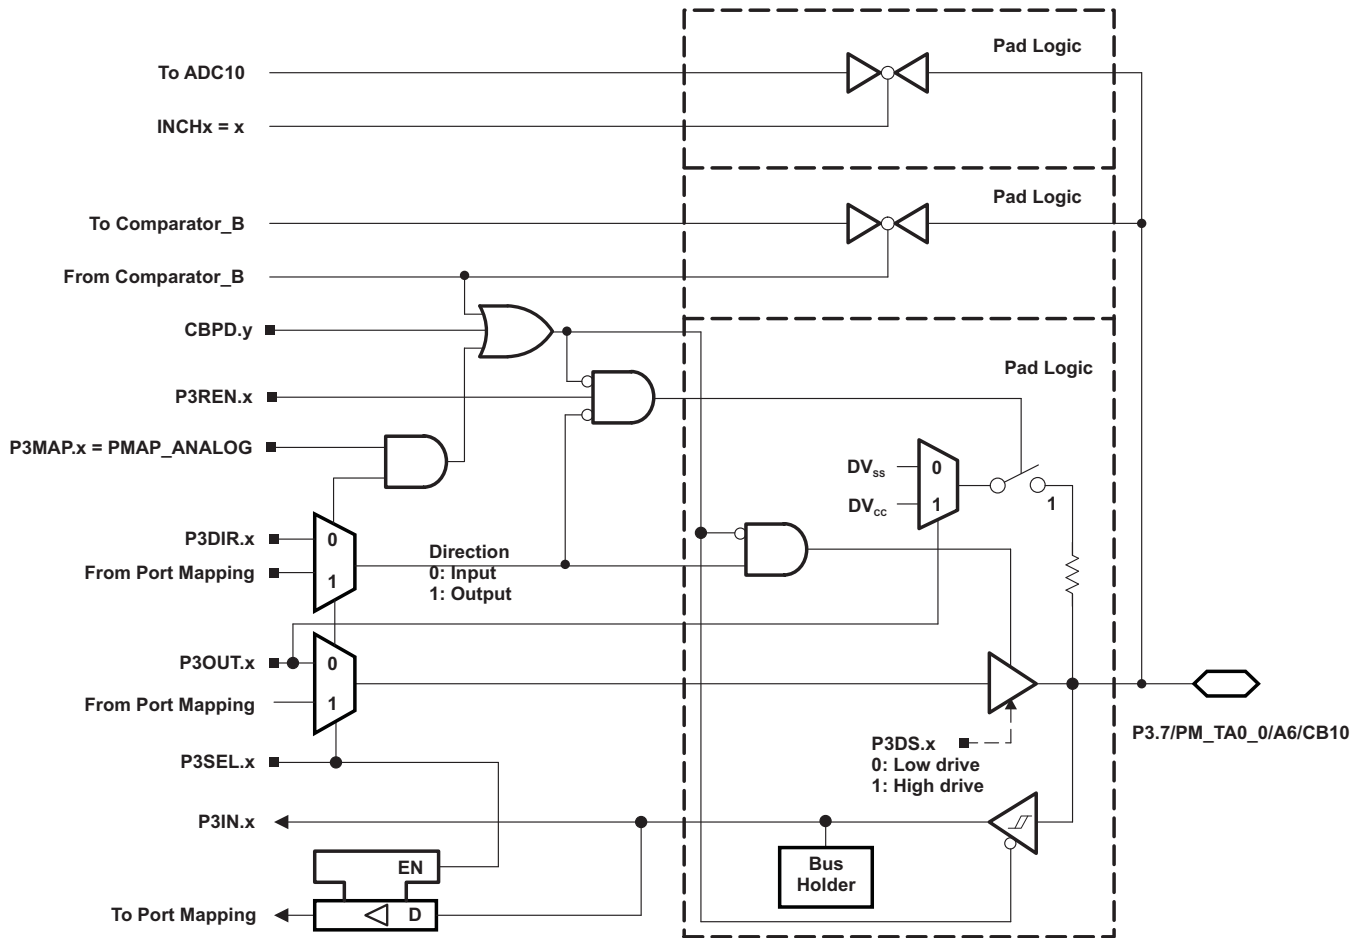 Pad Logic
To ADC10
INCHx = x
Pad Logic
To Comparator_B
From Comparator_B
CBPD.y
Pad Logic
P3REN.x
P3MAP.x = PMAP_ANALOG
DVSS
0
DVCC
1
1
P3DIR.x
0
From Port Mapping
1
Direction
0: Input
1: Output
P3OUT.x
0
From Port Mapping
1
P3.7/PM_TA0_0/A6/CB10
P3DS.x
0: Low drive
1: High drive
P3SEL.x
P3IN.x
Bus
Holder
EN
To Port Mapping
D